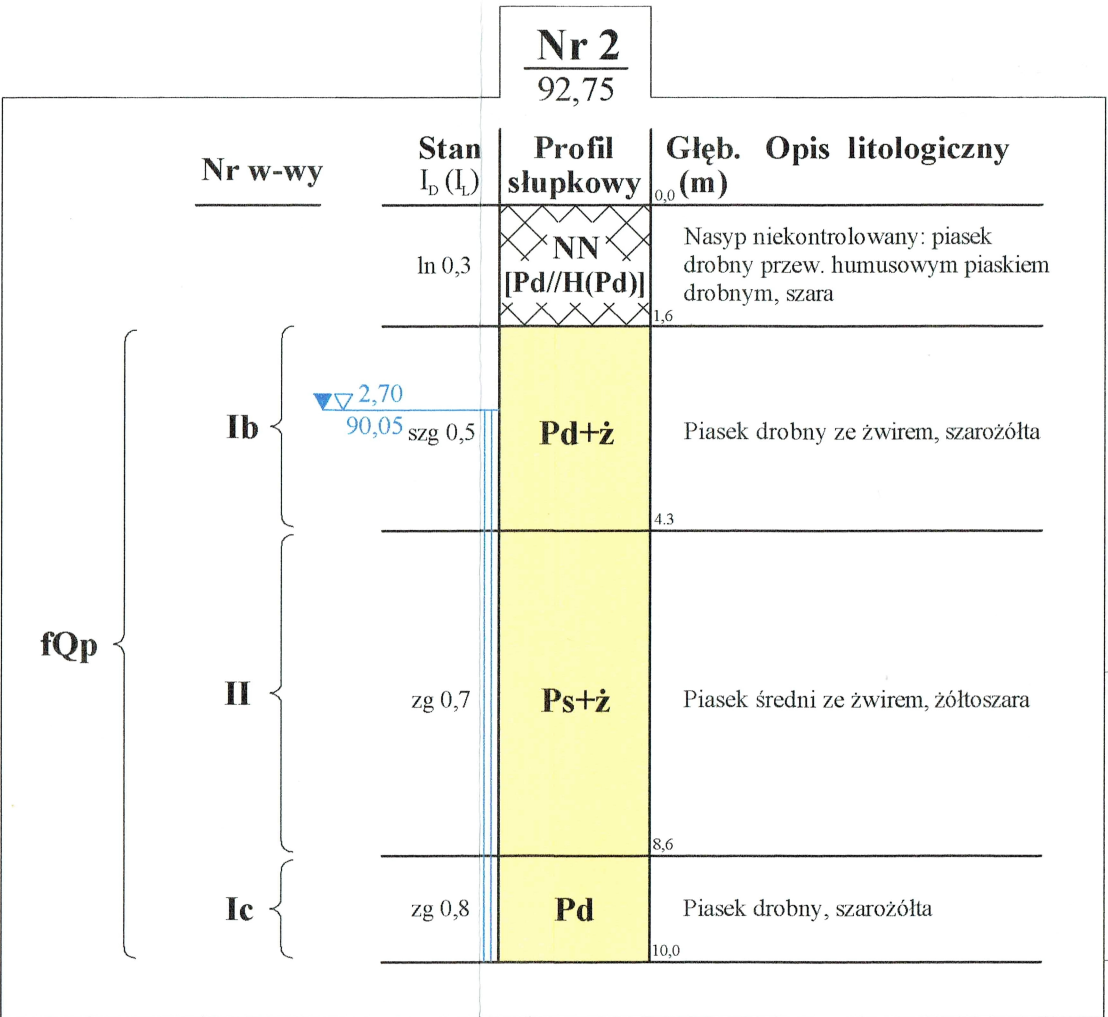 Nr 2
92,75
Nr w-wy
Stan
I_D (I_L)
Profil
słupkowy
Głęb. Opis litologiczny
(m)
0,0
ln 0,3
NN
[Pd//H(Pd)]
Nasyp niekontrolowany: piasek
drobny przew. humusowym piaskiem
drobnym, szara
1,6
2,70
90,05
Ib
szg 0,5
Pd+ż
Piasek drobny ze żwirem, szarożółta
4.3
fQp
II
zg 0,7
Ps+ż
Piasek średni ze żwirem, żółtoszara
8,6
Ic
zg 0,8
Pd
Piasek drobny, szarożółta
10,0